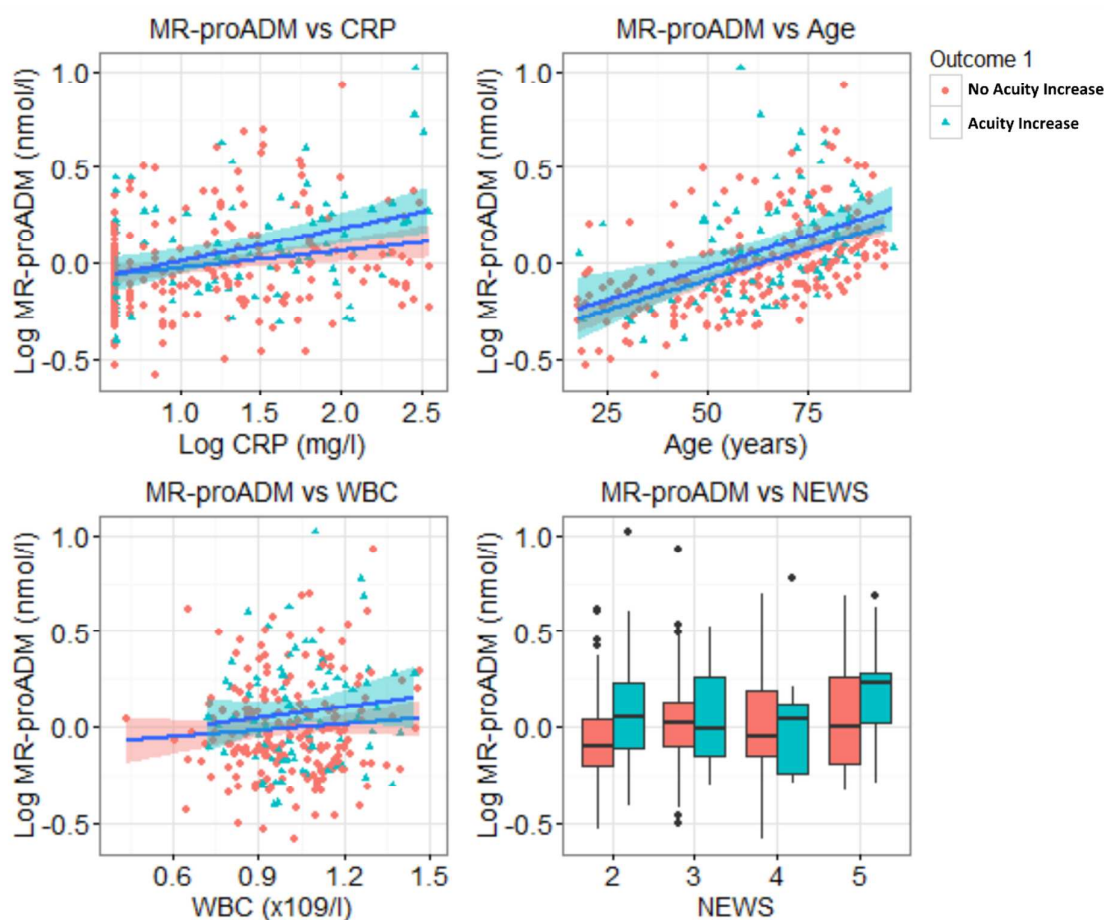 MR-proADM vs CRP
Log MR-proADM (nmol/l)
1.0
0.5
0.0
-0.5
1.0 1.5 2.0 2.5
Log CRP (mg/l)
MR-proADM vs Age
Log MR-proADM (nmol/l)
1.0
0.5
0.0
-0.5
25 50 75
Age (years)
Outcome 1
No Acuity Increase
Acuity Increase
MR-proADM vs WBC
Log MR-proADM (nmol/l)
1.0
0.5
0.0
-0.5
0.6 0.9 1.2 1.5
WBC (x109/l)
MR-proADM vs NEWS
Log MR-proADM (nmol/l)
1.0
0.5
0.0
-0.5
2 3 4 5
NEWS